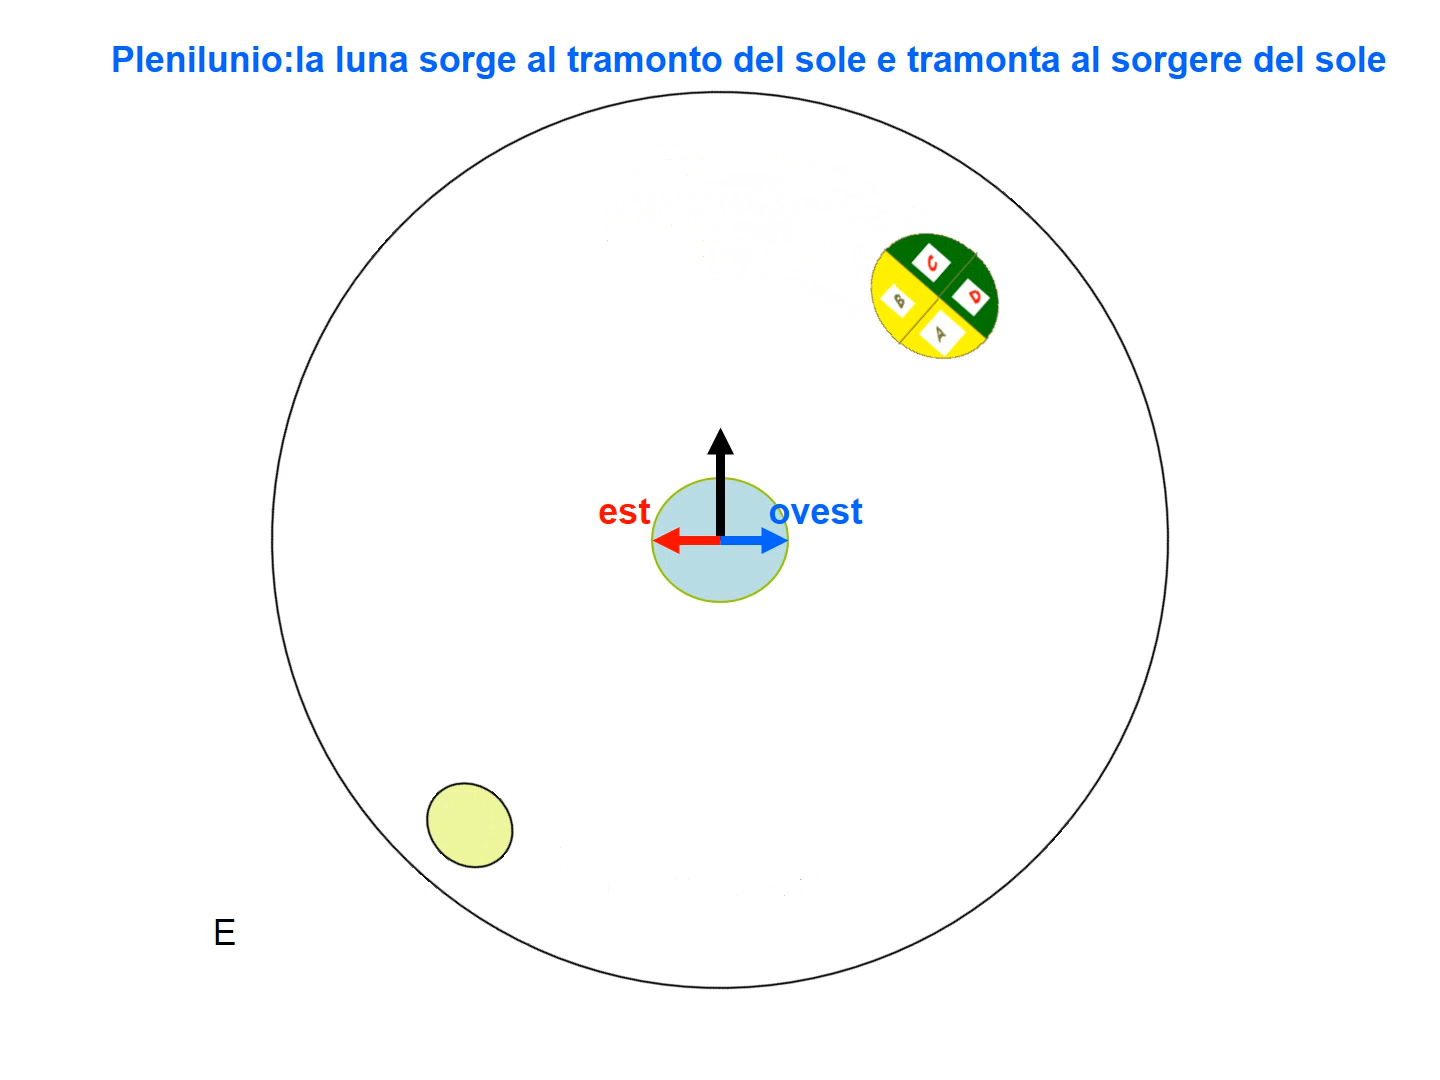 Plenilunio:la luna sorge al tramonto del sole e tramonta al sorgere del sole
C
D
B
A
est
ovest
E